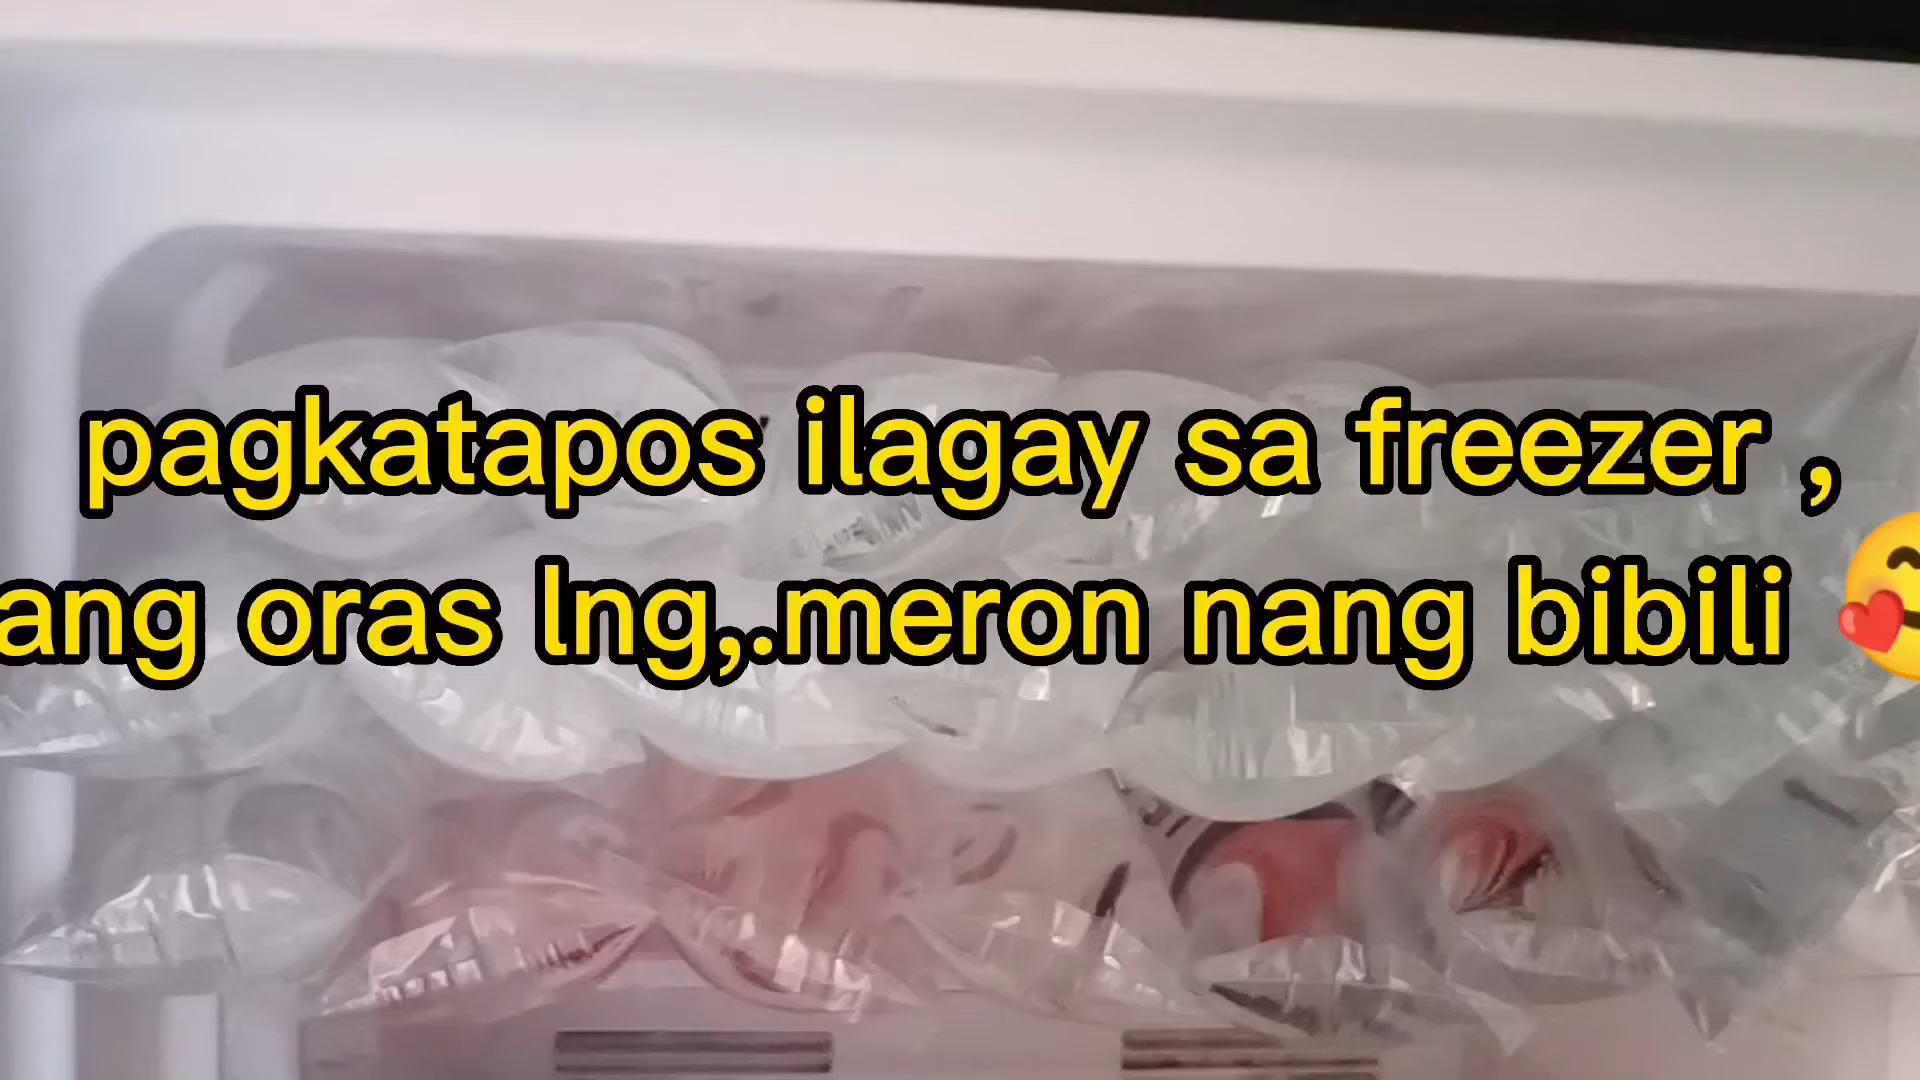 pagkatapos ilagay sa freezer ,
ang oras lng,.meron nang bibili 🥰